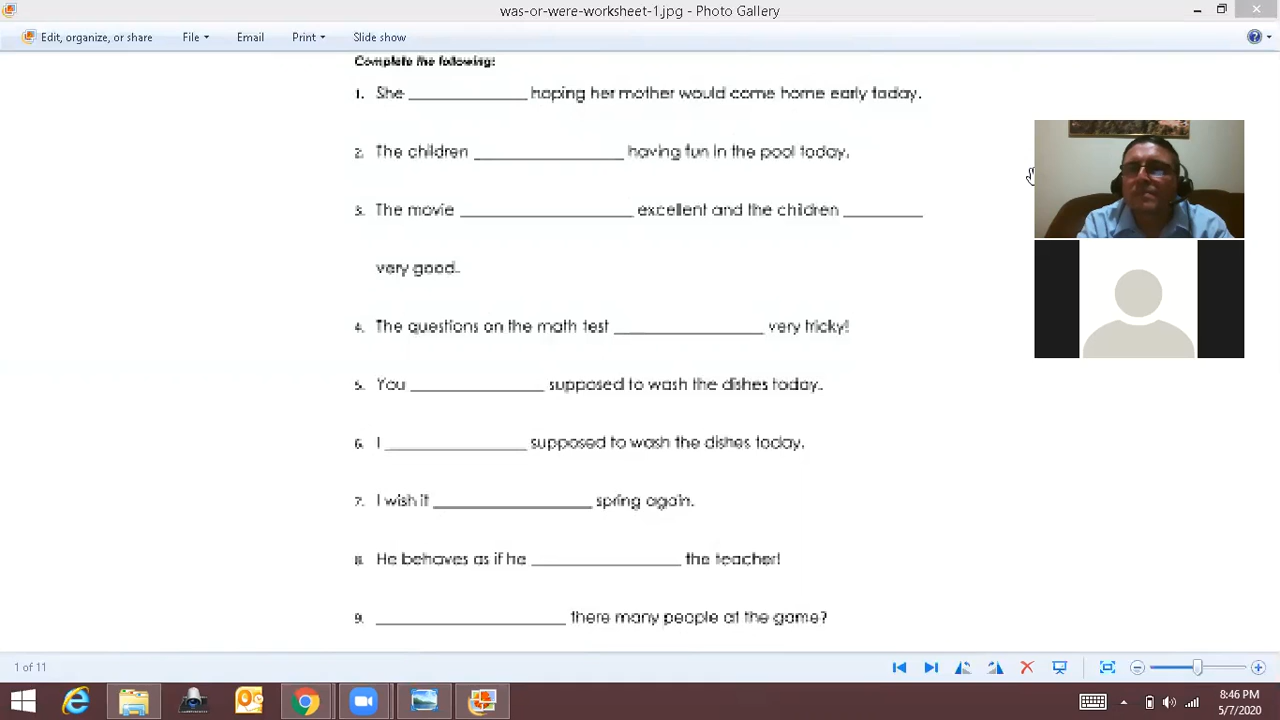 was-or-were-worksheet-1.jpg - Photo Gallery
Edit, organize, or share File Email Print Slide show
Complete the following:
1. She ____________ hoping her mother would come home early today.
2. The children _______________ having fun in the pool today.
3. The movie _________________ excellent and the children ________
very good.
4. The questions on the math test _______________ very tricky!
5. You _____________ supposed to wash the dishes today.
6. I ______________ supposed to wash the dishes today.
7. I wish it ________________ spring again.
8. He behaves as if he _______________ the teacher!
9. ___________________ there many people at the game?
1 of 11
8:46 PM
5/7/2020